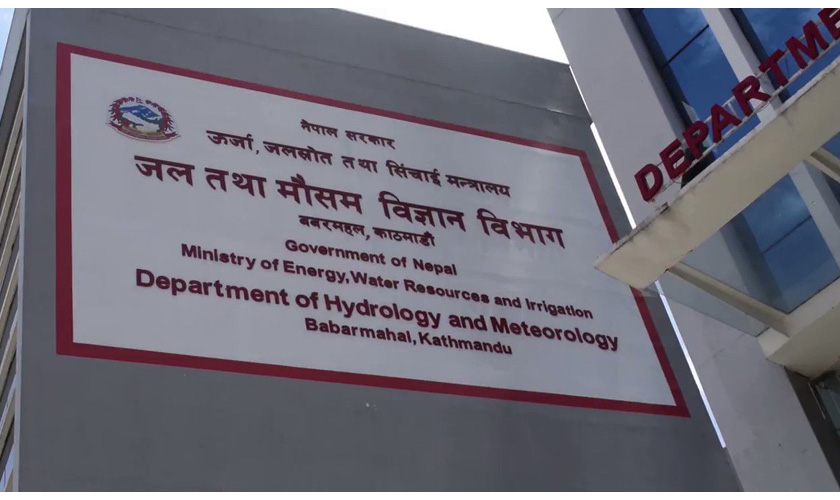 नेपाल सरकार
ऊर्जा, जलस्रोत तथा सिंचाई मन्त्रालय
जल तथा मौसम विज्ञान विभाग
बबरमहल, काठमाडौं
Government of Nepal
Ministry of Energy, Water Resources and Irrigation
Department of Hydrology and Meteorology
Babarmahal, Kathmandu
DEPARTME